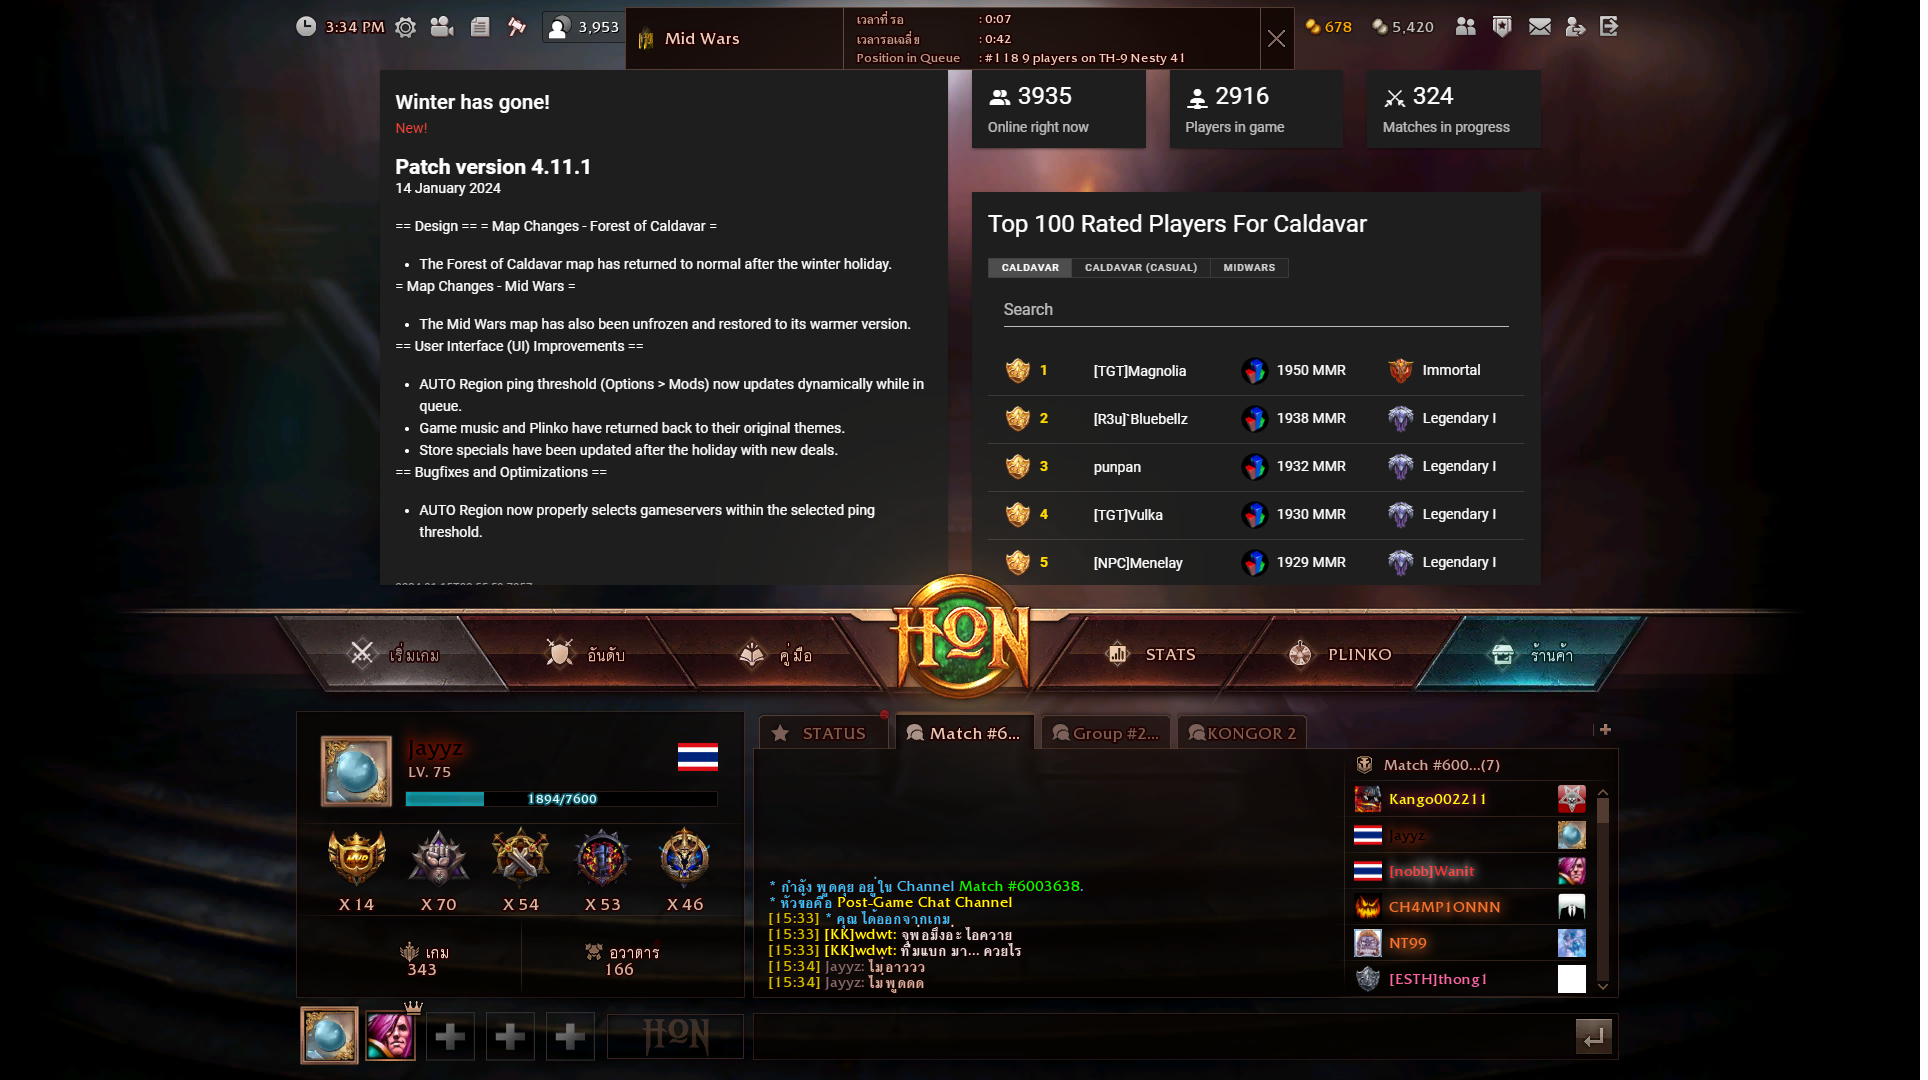 3:34 PM
3,953
Mid Wars
เวลาที่ รอ : 0:07
เวลารอเฉลี่ย : 0:42
Position in Queue : #118 9 players on TH-9 Nesty 41
678
5,420
Winter has gone!
New!
Patch version 4.11.1
14 January 2024
== Design == = Map Changes - Forest of Caldavar =
• The Forest of Caldavar map has returned to normal after the winter holiday.
= Map Changes - Mid Wars =
• The Mid Wars map has also been unfrozen and restored to its warmer version.
== User Interface (UI) Improvements ==
• AUTO Region ping threshold (Options > Mods) now updates dynamically while in
queue.
• Game music and Plinko have returned back to their original themes.
• Store specials have been updated after the holiday with new deals.
== Bugfixes and Optimizations ==
• AUTO Region now properly selects gameservers within the selected ping
threshold.
3935
Online right now
2916
Players in game
324
Matches in progress
Top 100 Rated Players For Caldavar
CALDAVAR CALDAVAR (CASUAL) MIDWARS
Search
1 [TGT]Magnolia 1950 MMR Immortal
2 [R3u]`Bluebellz 1938 MMR Legendary I
3 punpan 1932 MMR Legendary I
4 [TGT]Vulka 1930 MMR Legendary I
5 [NPC]Menelay 1929 MMR Legendary I
เริ่มเกม
อันดับ
คู่ มือ
HON
STATS
PLINKO
ร้านค้า
Jayyz
LV. 75
1894/7600
MID
X 14 X 70 X 54 X 53 X 46
เกม
343
อวาตาร
166
STATUS
Match #6...
Group #2...
KONGOR 2
* กำลัง พูดคุย อยู่ ใน Channel Match #6003638.
* หัวข้อคือ Post-Game Chat Channel
[15:33] * คุณ ได้ออกจากเกม
[15:33] [KK]wdwt: จุพ่อมึงอ่ะ ไอควาย
[15:33] [KK]wdwt: ทีมแบก มา... ควยไร
[15:34] Jayyz: ไม่อาววว
[15:34] Jayyz: ไม่พูดดด
Match #600...(7)
Kango002211
Jayyz
[nobb]Wanit
CH4MP1ONNN
NT99
[ESTH]thong1
HON